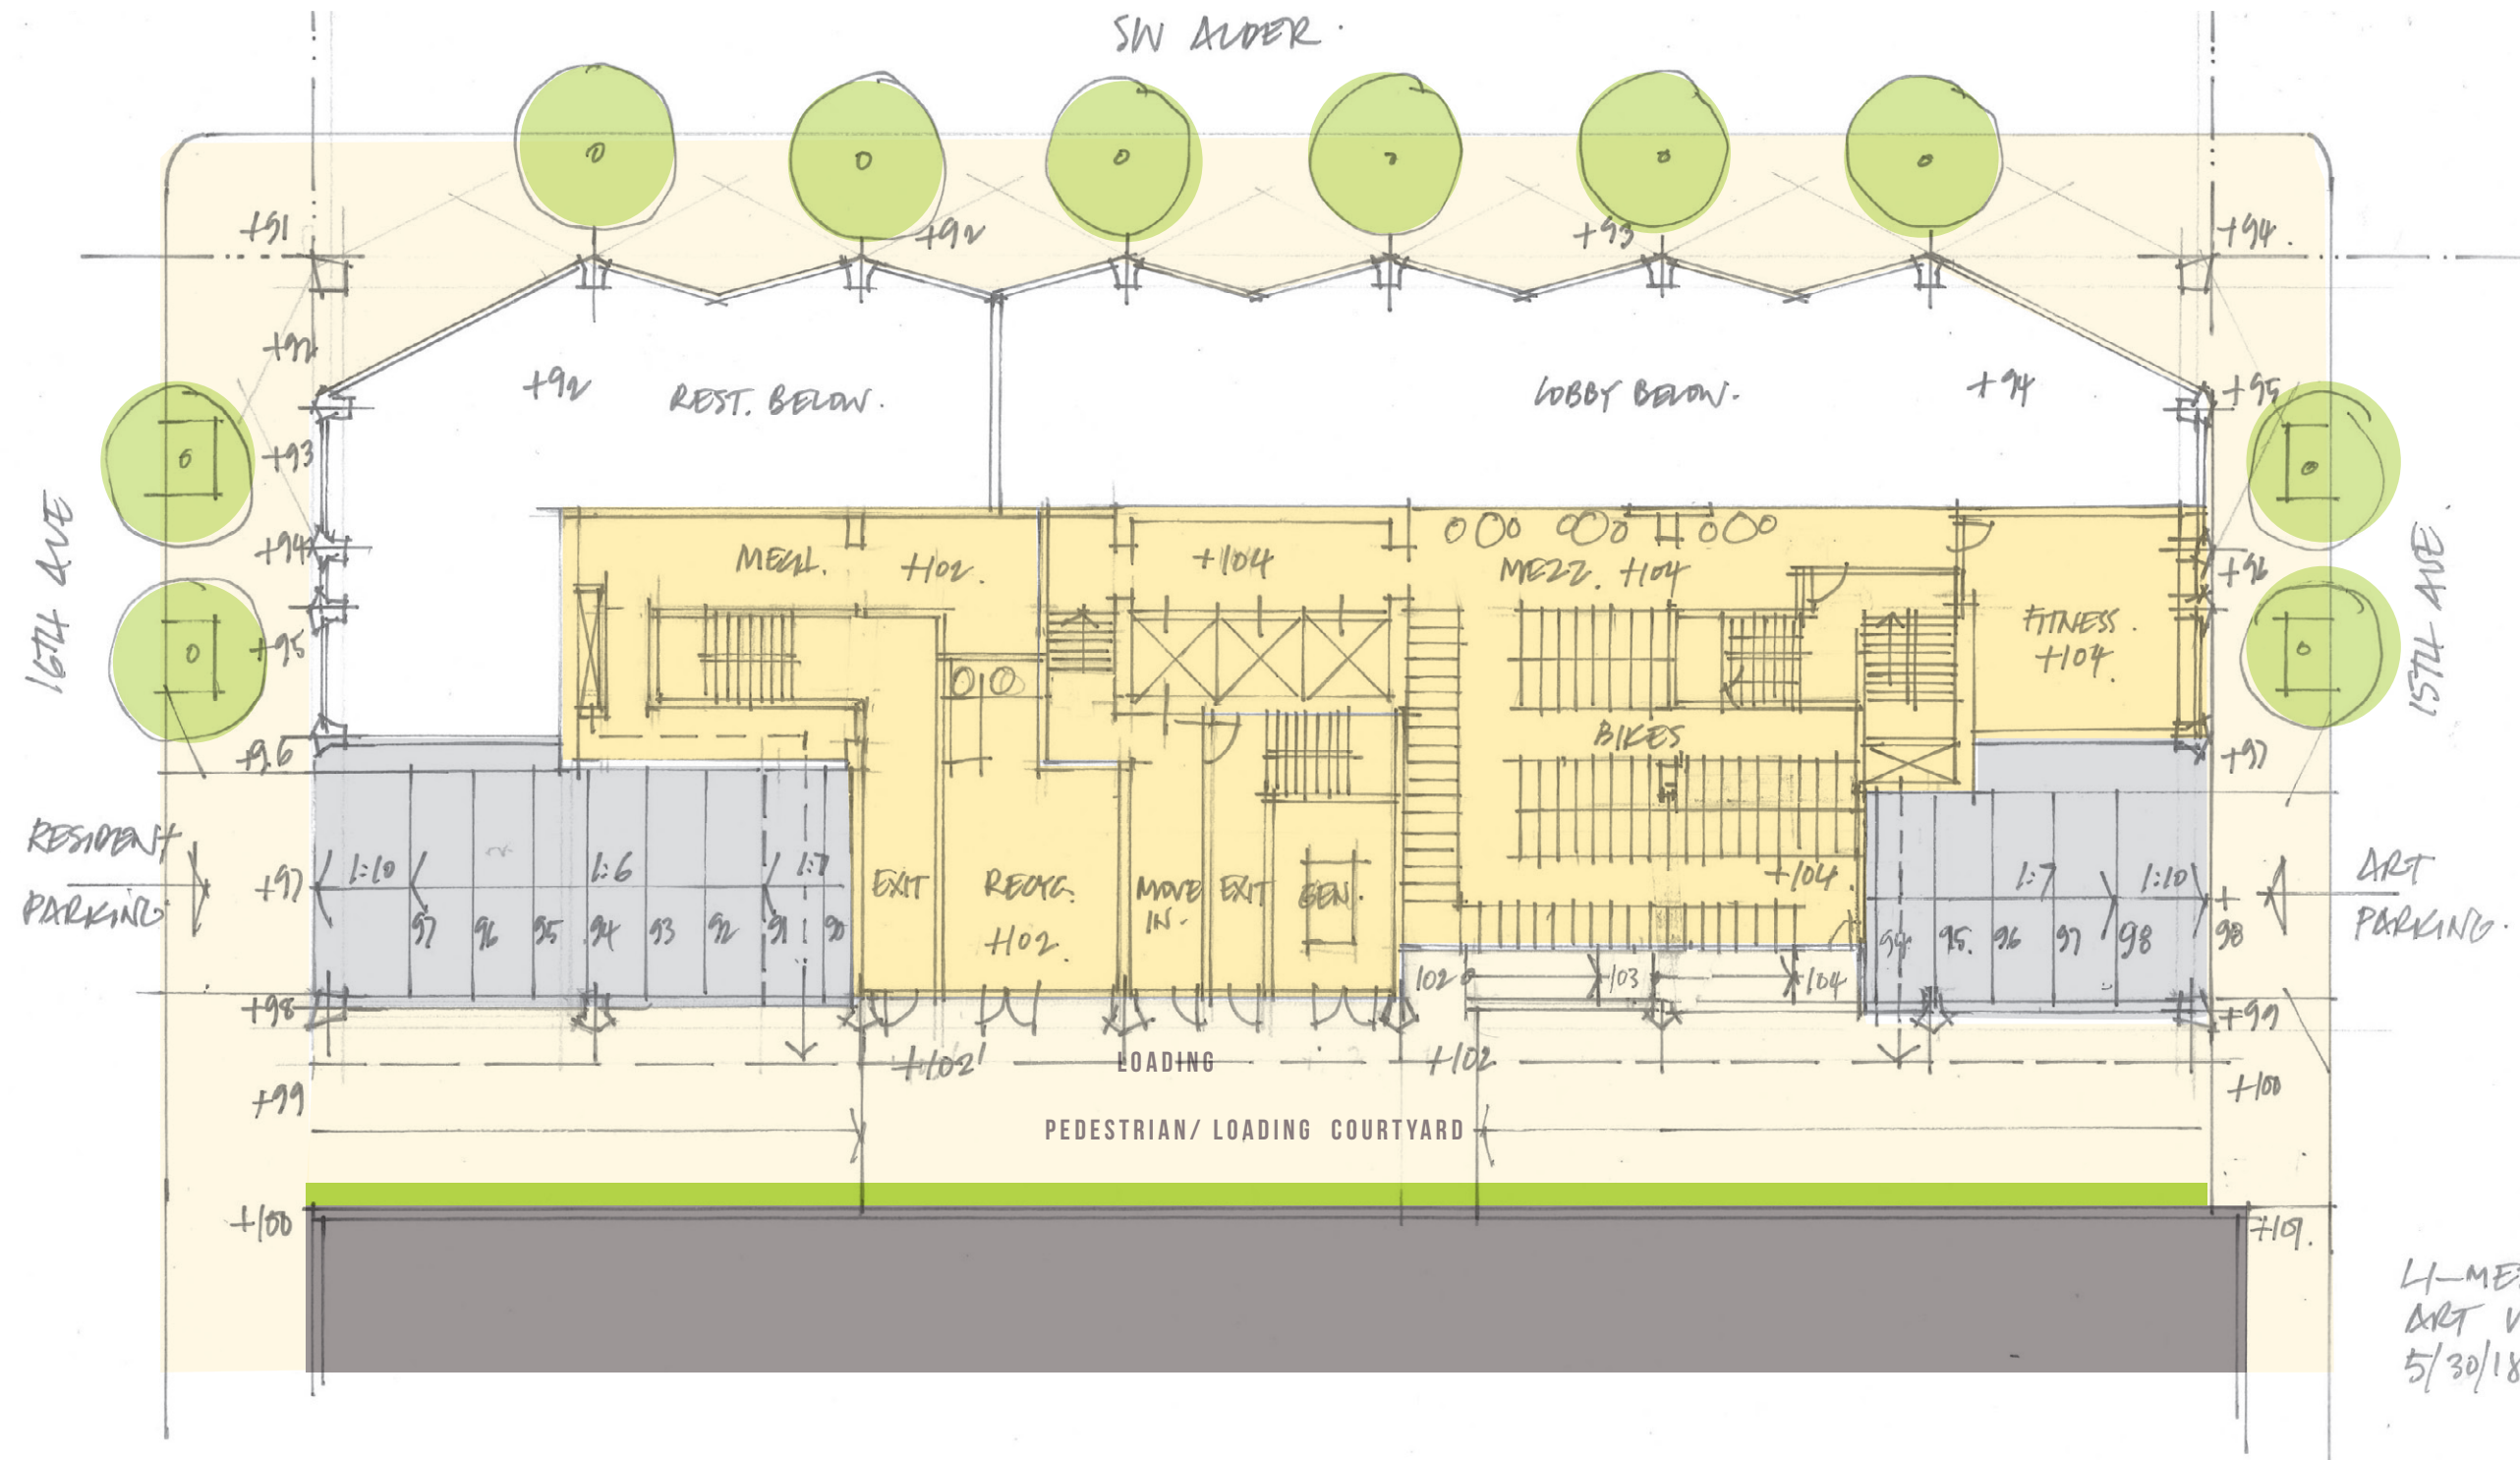 SW ALDER.
+91
+92
+93
+94.
+92
+92
REST. BELOW.
LOBBY BELOW.
+94
+95
+93
+94
MECH.
+102.
+104
MEZZ. +104
+96
16TH AVE
15TH AVE.
+95
FITNESS.
+104
+96
BIKES
+97
RESIDENT
PARKING
+97
1:10
1:6
1:7
EXIT
RECYC.
+102.
MOVE
IN.
EXIT
GEN.
+104.
1:7
1:10
ART
PARKING.
97
96
95
94
93
92
91
90
94
95.
96
97
98
+98
102
103
104
+98
+99
+102'
LOADING
+102
+99
+100
PEDESTRIAN/ LOADING COURTYARD
+100
+101.
ART
5/30/18